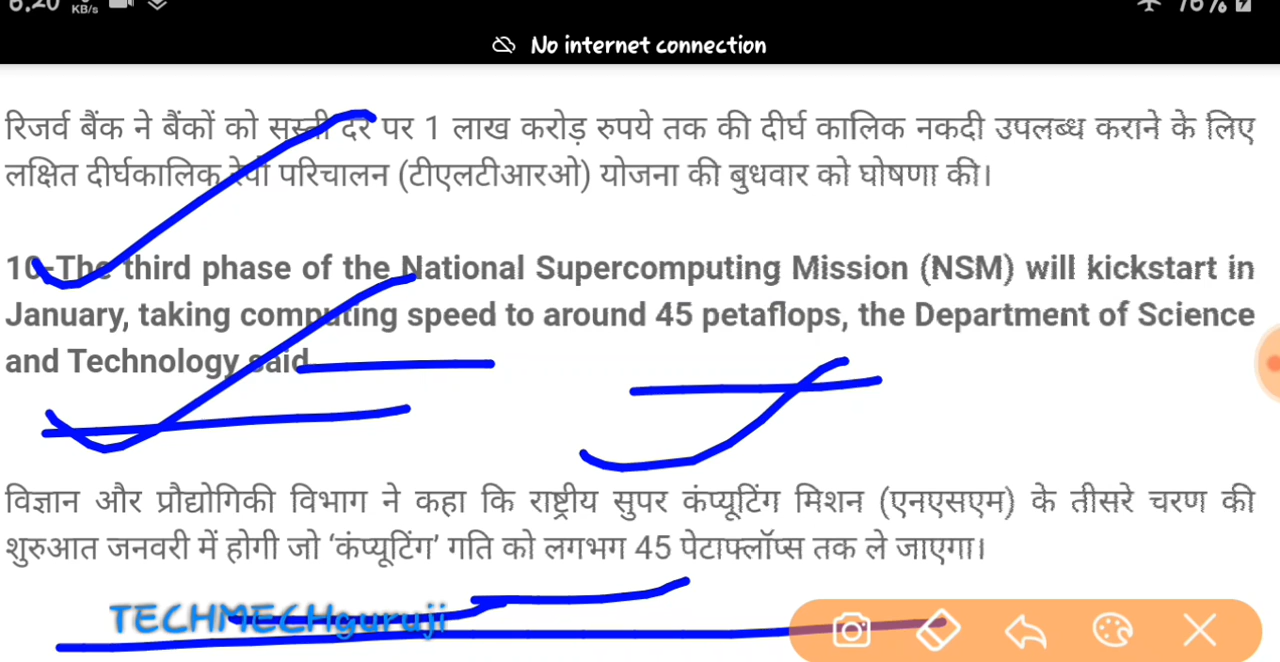 KB/s
No internet connection
रिजर्व बैंक ने बैंकों को सस्ती दर पर 1 लाख करोड़ रुपये तक की दीर्घ कालिक नकदी उपलब्ध कराने के लिए
लक्षित दीर्घकालिक रेपो परिचालन (टीएलटीआरओ) योजना की बुधवार को घोषणा की।
10-The third phase of the National Supercomputing Mission (NSM) will kickstart in
January, taking computing speed to around 45 petaflops, the Department of Science
and Technology said
विज्ञान और प्रौद्योगिकी विभाग ने कहा कि राष्ट्रीय सुपर कंप्यूटिंग मिशन (एनएसएम) के तीसरे चरण की
शुरुआत जनवरी में होगी जो ‘कंप्यूटिंग’ गति को लगभग 45 पेटाफ्लॉप्स तक ले जाएगा।
TECHMECHguruji